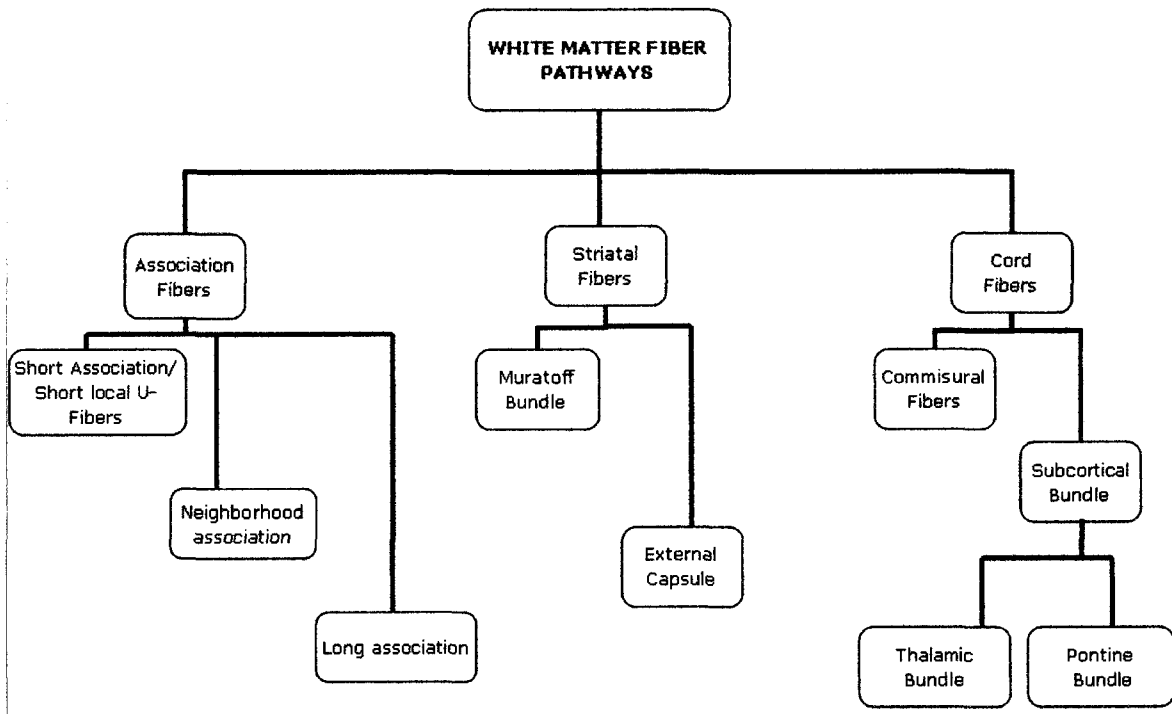 WHITE MATTER FIBER
PATHWAYS
Association
Fibers
Striatal
Fibers
Cord
Fibers
Short Association/
Short local U-
Fibers
Muratoff
Bundle
Commisural
Fibers
Subcortical
Bundle
Neighborhood
association
External
Capsule
Long association
Thalamic
Bundle
Pontine
Bundle